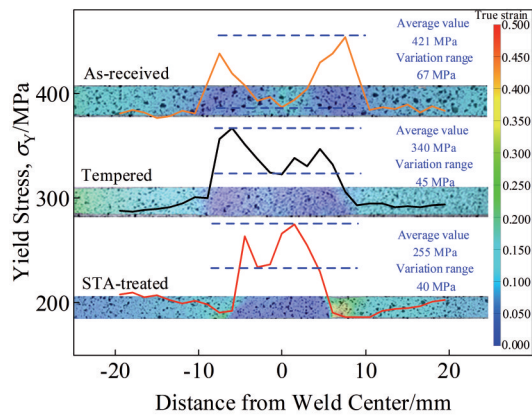 True strain
Average value
421 MPa
Variation range
67 MPa
As-received
Average value
340 MPa
Variation range
45 MPa
Tempered
Average value
255 MPa
Variation range
40 MPa
STA-treated
Yield Stress, σY/MPa
400
300
200
-20 -10 0 10 20
Distance from Weld Center/mm
0.500
0.450
0.400
0.350
0.300
0.250
0.200
0.150
0.100
0.050
0.000